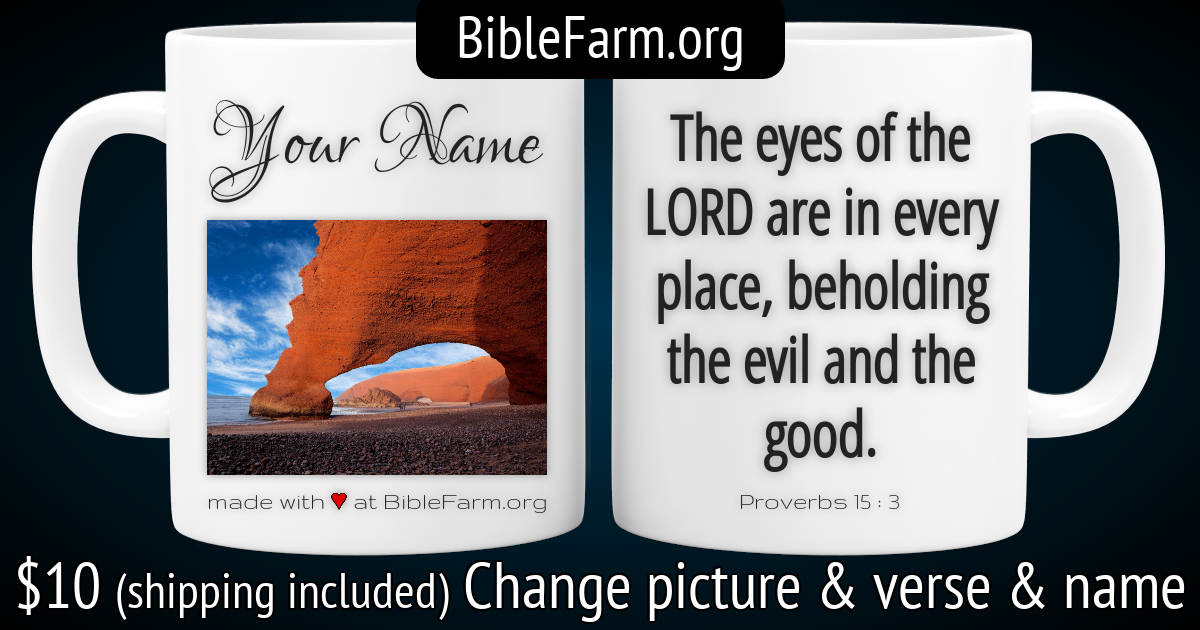 BibleFarm.org
Your Name
made with ♥ at BibleFarm.org
The eyes of the
LORD are in every
place, beholding
the evil and the
good.
Proverbs 15 : 3
$10 (shipping included) Change picture & verse & name